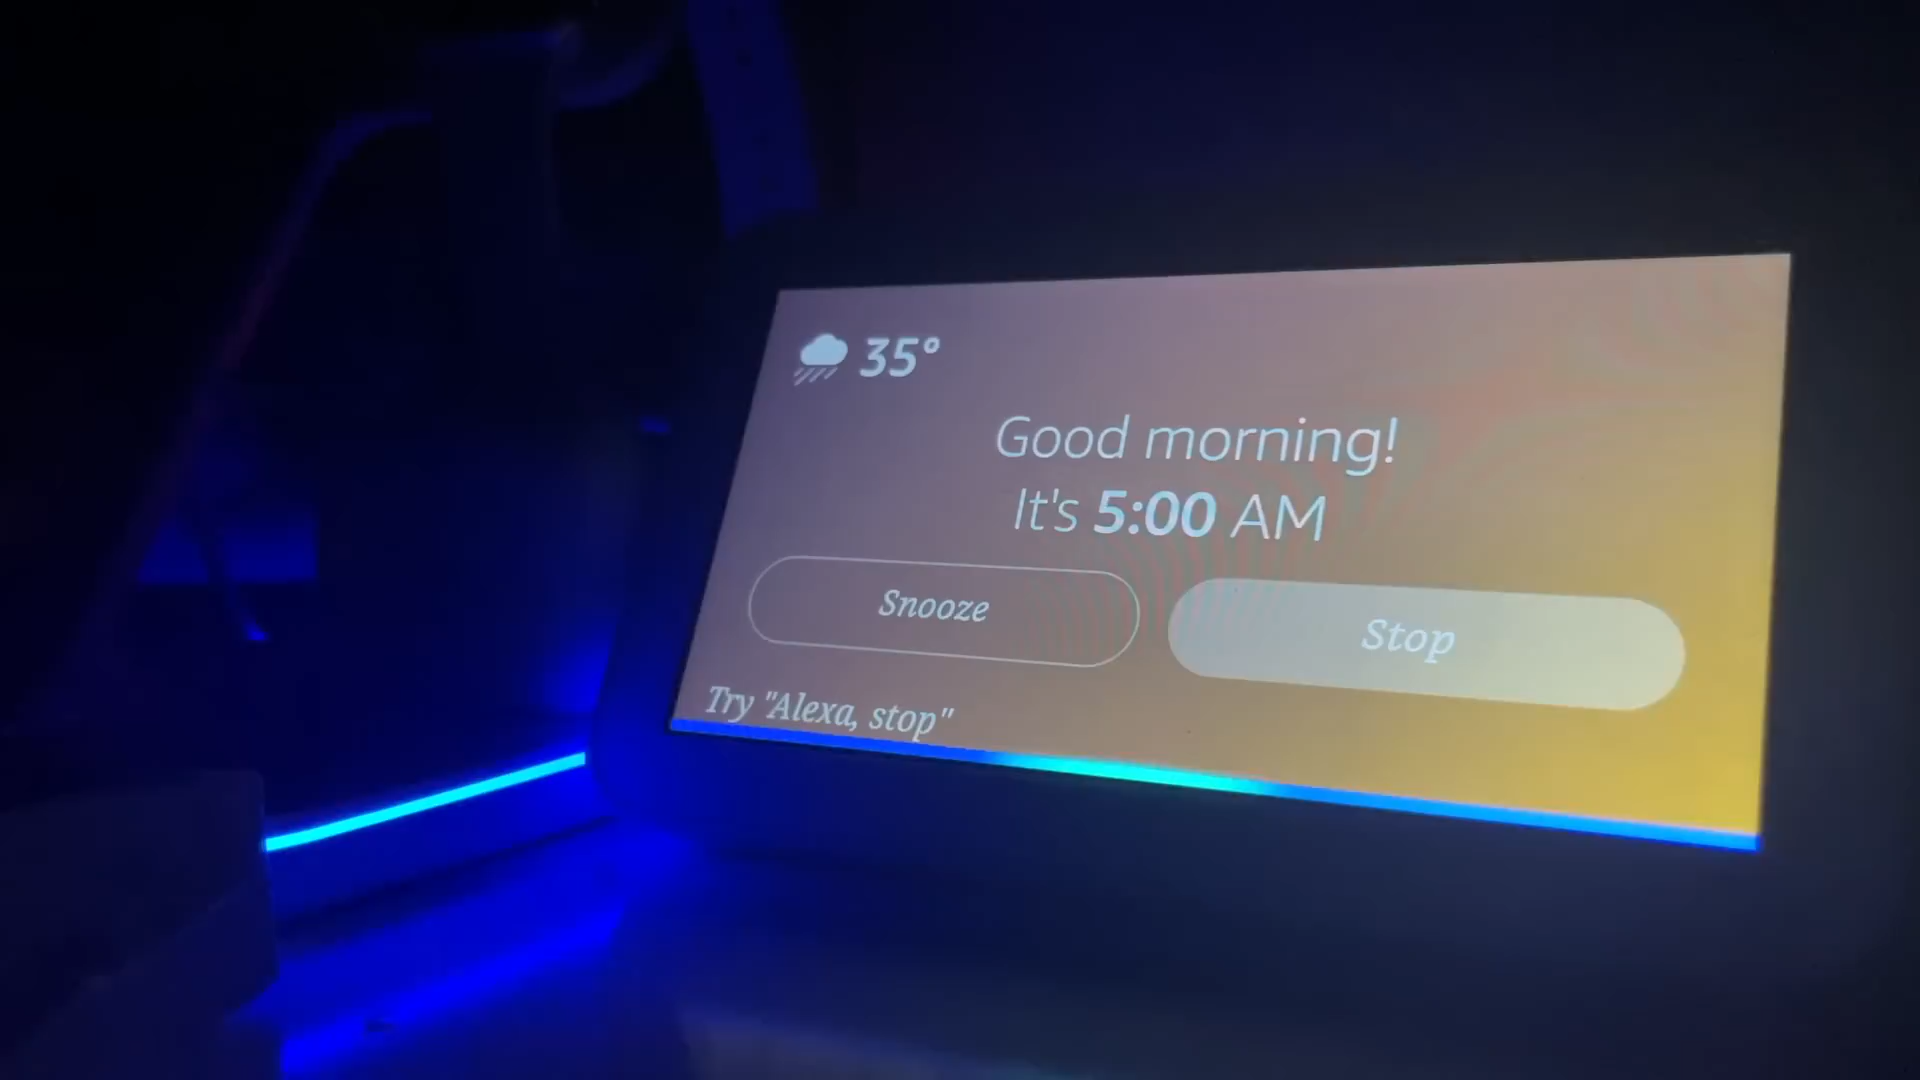 35°
Good morning!
It's 5:00 AM
Snooze
Stop
Try "Alexa, stop"